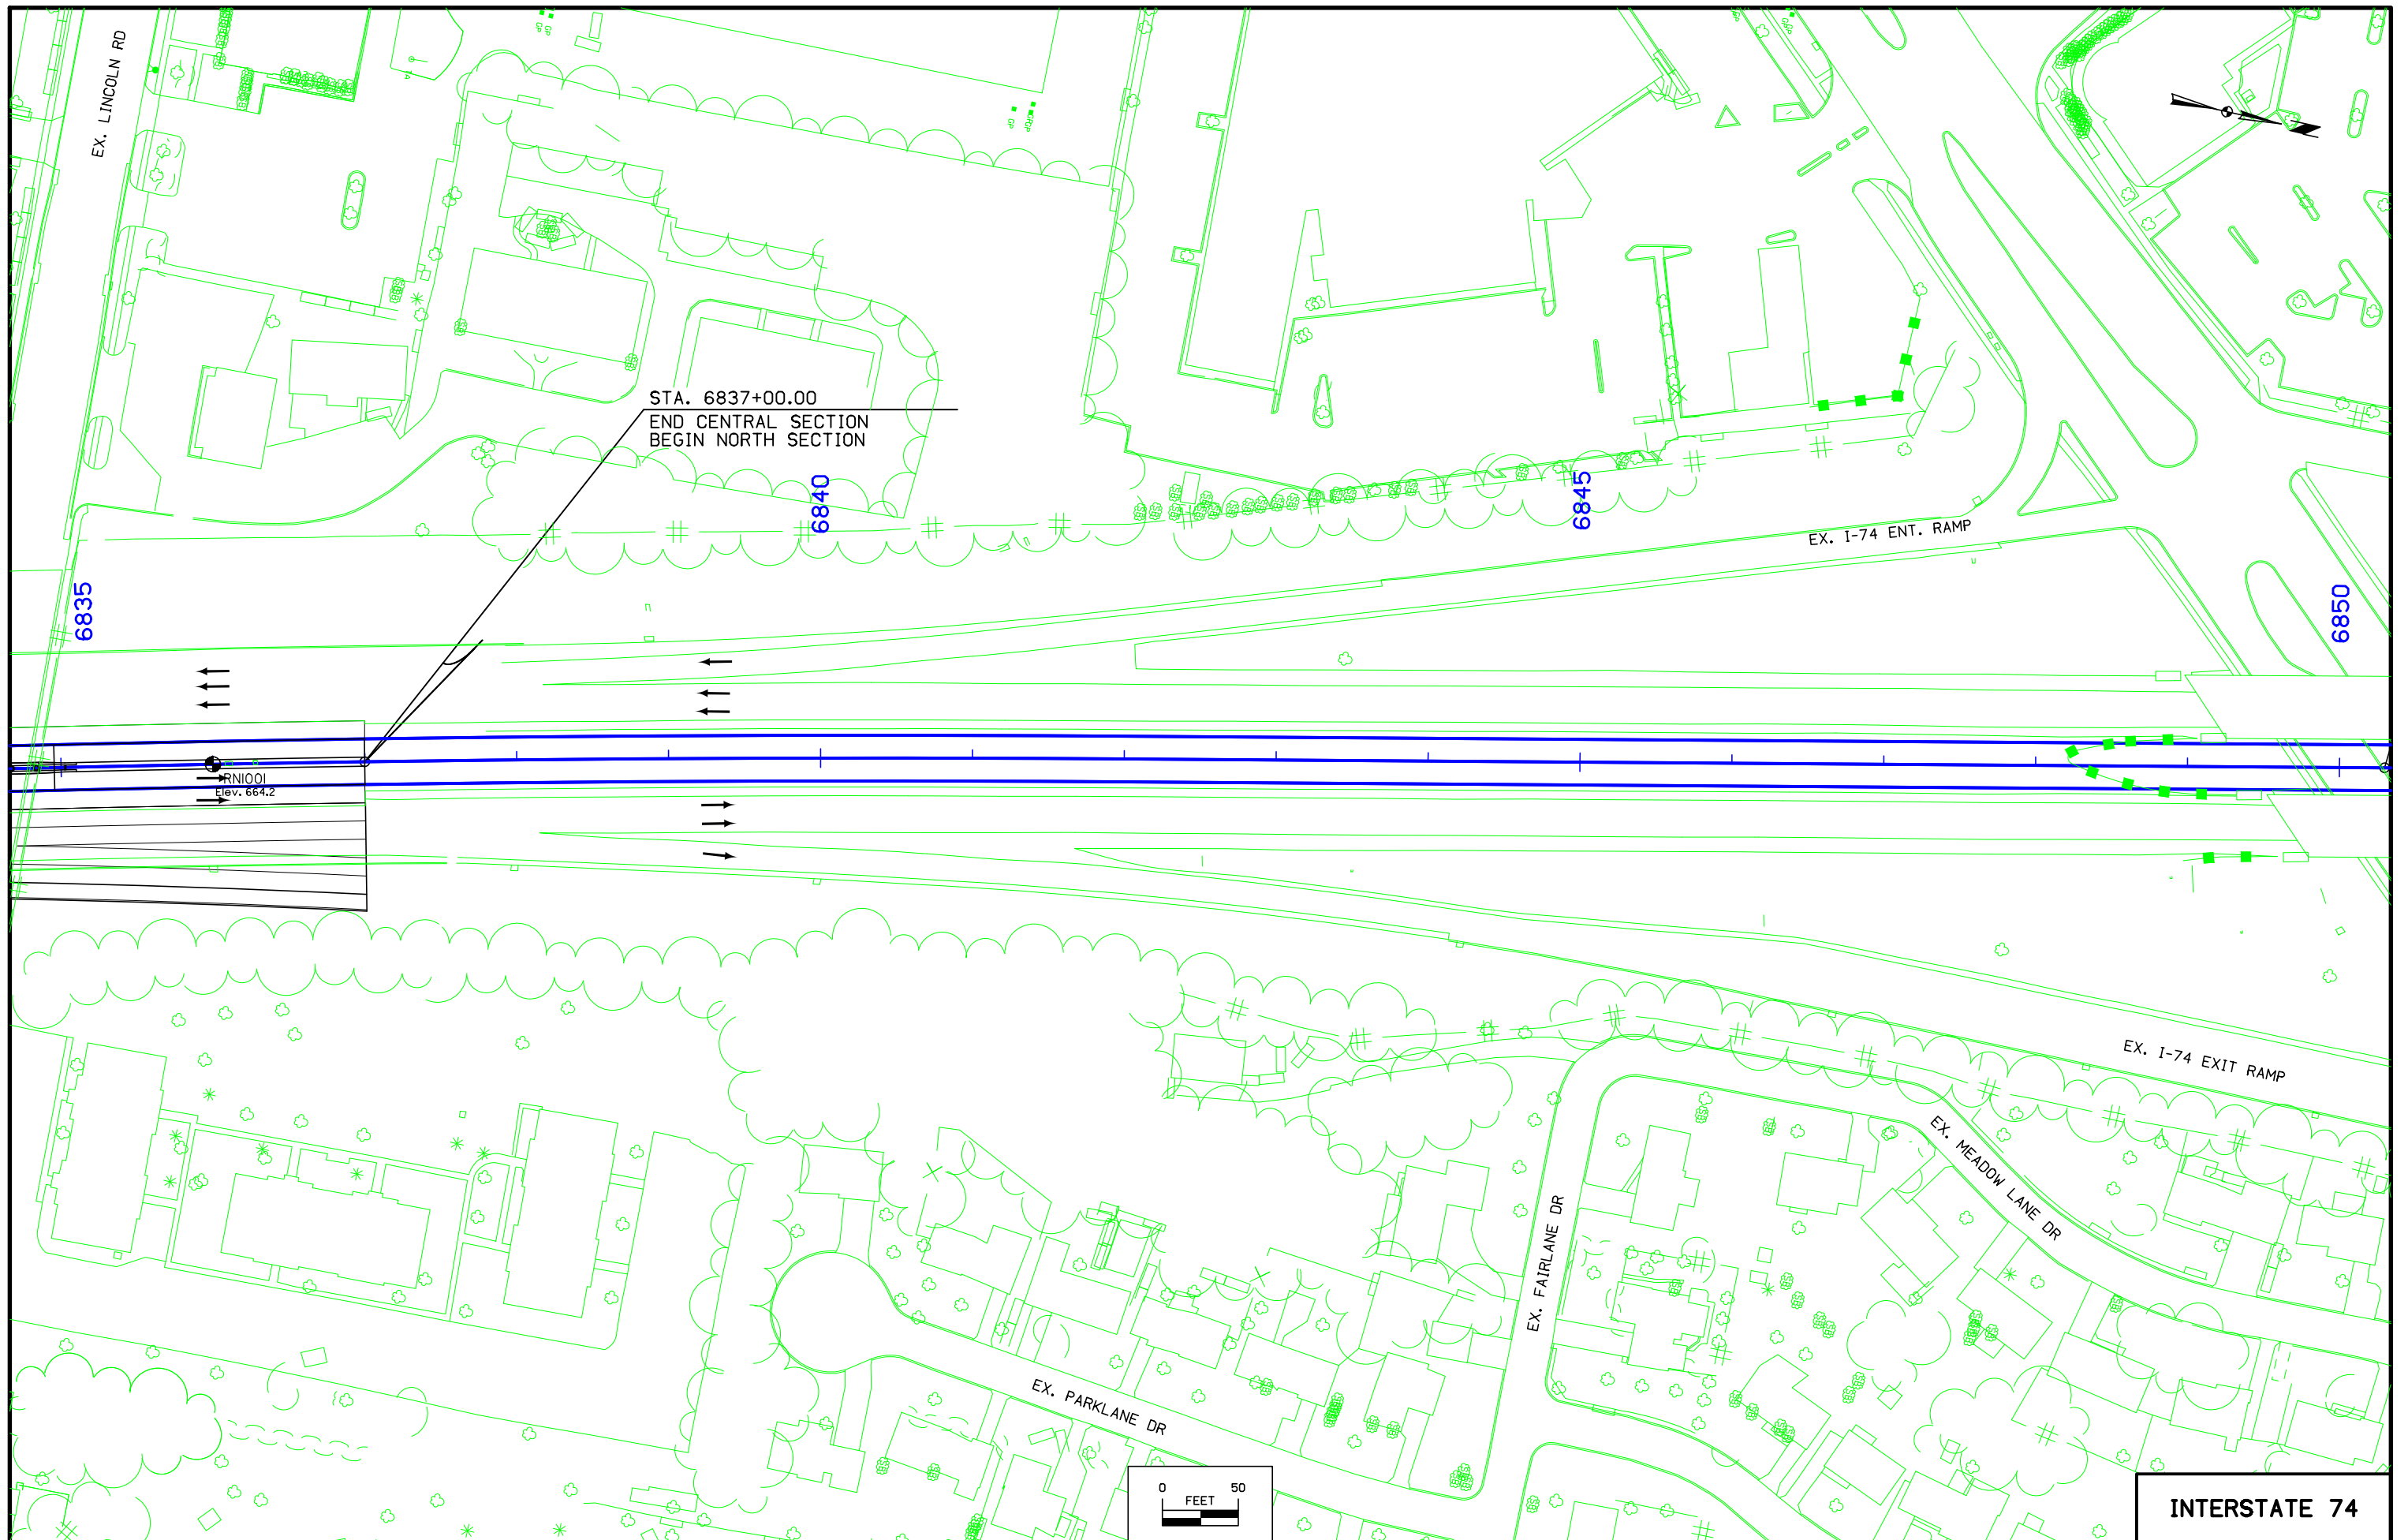 EX. LINCOLN RD
STA. 6837+00.00
END CENTRAL SECTION
BEGIN NORTH SECTION
6835
6840
6845
6850
EX. I-74 ENT. RAMP
RN1001
Elev. 664.2
EX. I-74 EXIT RAMP
EX. MEADOW LANE DR
EX. FAIRLANE DR
EX. PARKLANE DR
0 50
FEET
INTERSTATE 74